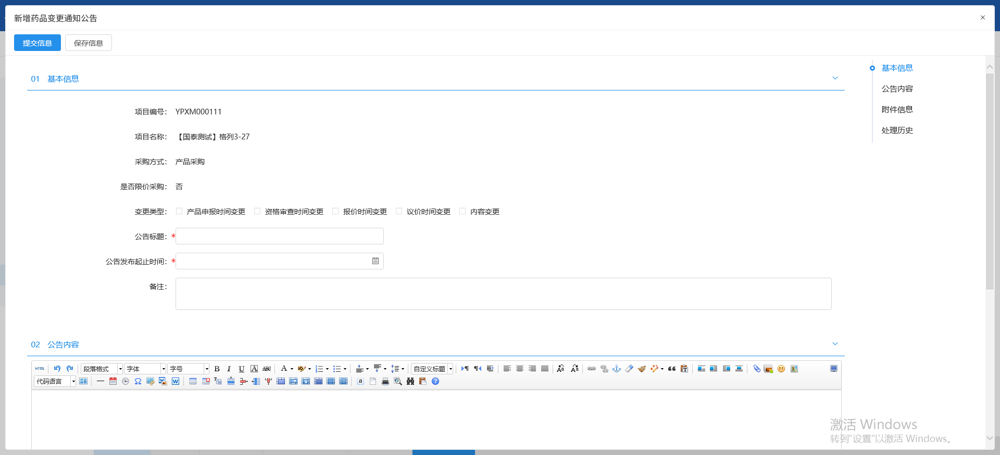 新增药品变更通知公告
×
提交信息 保存信息
01 基本信息
项目编号： YPXM000111
项目名称： 【国泰测试】格列3-27
采购方式： 产品采购
是否限价采购： 否
变更类型： 产品申报时间变更 资格审查时间变更 报价时间变更 议价时间变更 内容变更
公告标题： *
公告发布起止时间： *
备注：
基本信息
公告内容
附件信息
处理历史
02 公告内容
HTML 段落格式 字体 字号 B I U A ABC A ab 自定义标题
代码语言
激活 Windows
转到“设置”以激活 Windows。